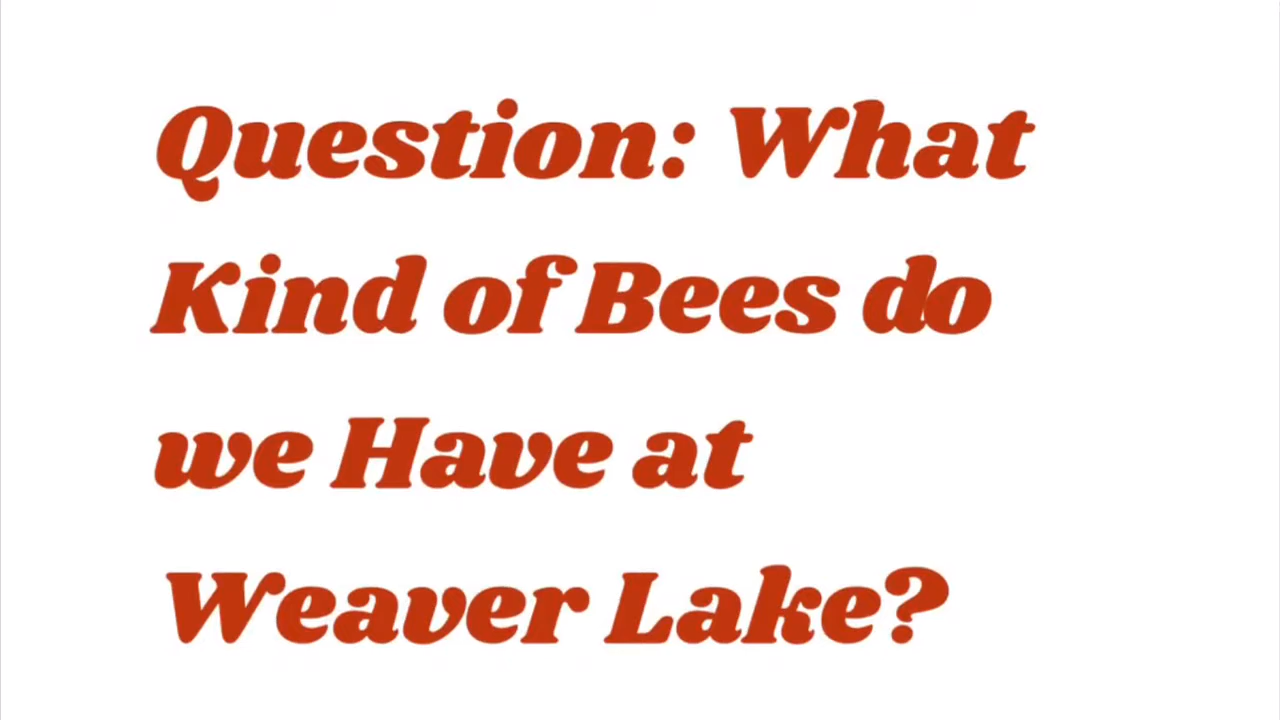 Question: What
Kind of Bees do
we Have at
Weaver Lake?